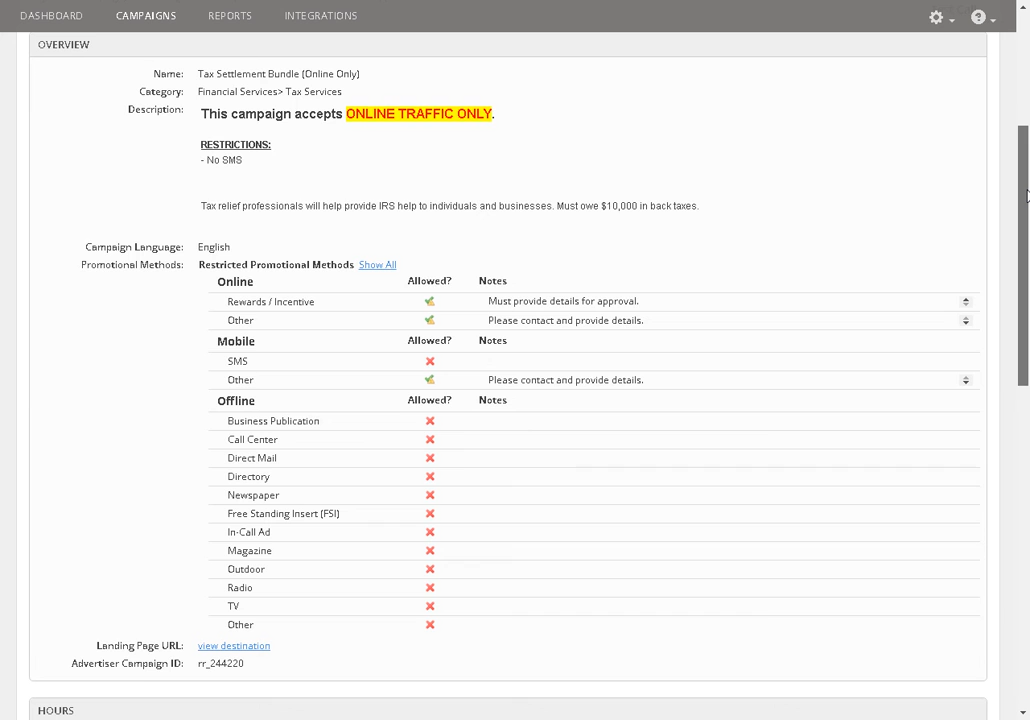 DASHBOARD CAMPAIGNS REPORTS INTEGRATIONS
OVERVIEW
Name: Tax Settlement Bundle (Online Only)
Category: Financial Services> Tax Services
Description: This campaign accepts ONLINE TRAFFIC ONLY.
RESTRICTIONS:
- No SMS
Tax relief professionals will help provide IRS help to individuals and businesses. Must owe $10,000 in back taxes.
Campaign Language: English
Promotional Methods: Restricted Promotional Methods Show All
Online Allowed? Notes
Rewards / Incentive Must provide details for approval.
Other Please contact and provide details.
Mobile Allowed? Notes
SMS
Other Please contact and provide details.
Offline Allowed? Notes
Business Publication
Call Center
Direct Mail
Directory
Newspaper
Free Standing Insert (FSI)
In-Call Ad
Magazine
Outdoor
Radio
TV
Other
Landing Page URL: view destination
Advertiser Campaign ID: rr_244220
HOURS